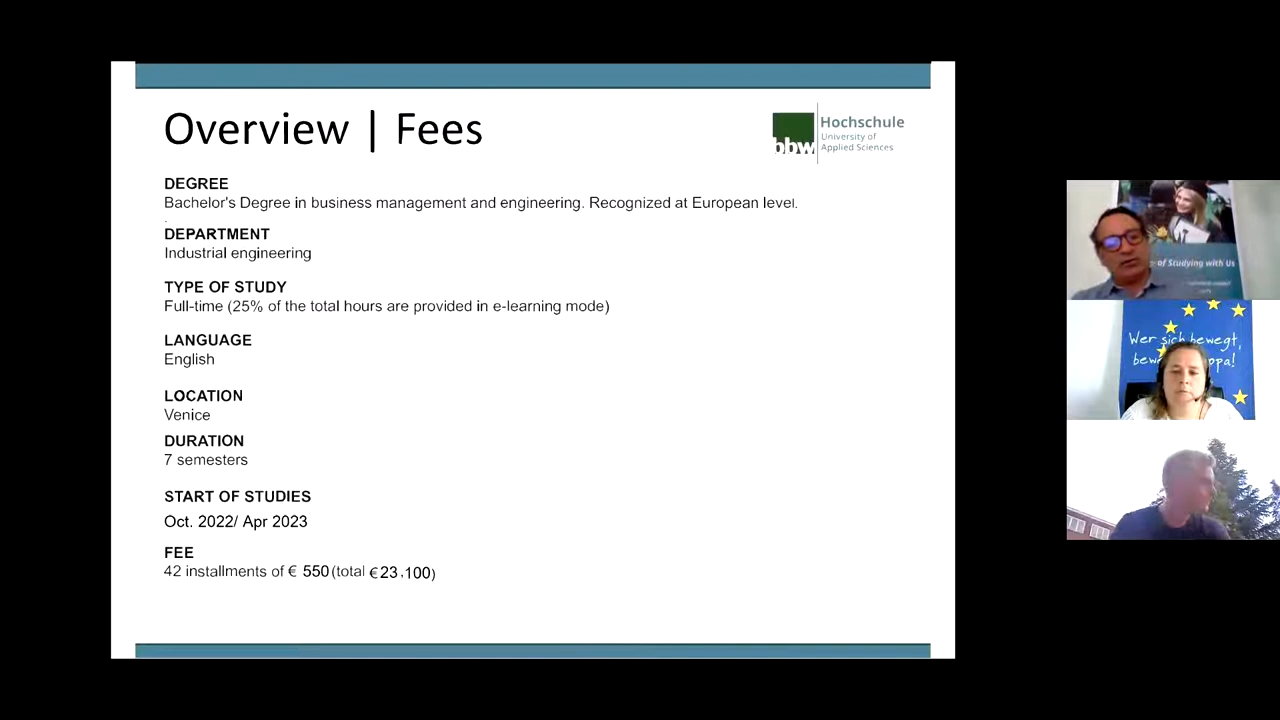 Overview | Fees
bbw
Hochschule
University of
Applied Sciences
DEGREE
Bachelor's Degree in business management and engineering. Recognized at European level.
.
DEPARTMENT
Industrial engineering
TYPE OF STUDY
Full-time (25% of the total hours are provided in e-learning mode)
LANGUAGE
English
LOCATION
Venice
DURATION
7 semesters
START OF STUDIES
Oct. 2022/ Apr 2023
FEE
42 installments of € 550 (total € 23.100)
of Studying with Us
Wer sich bewegt,